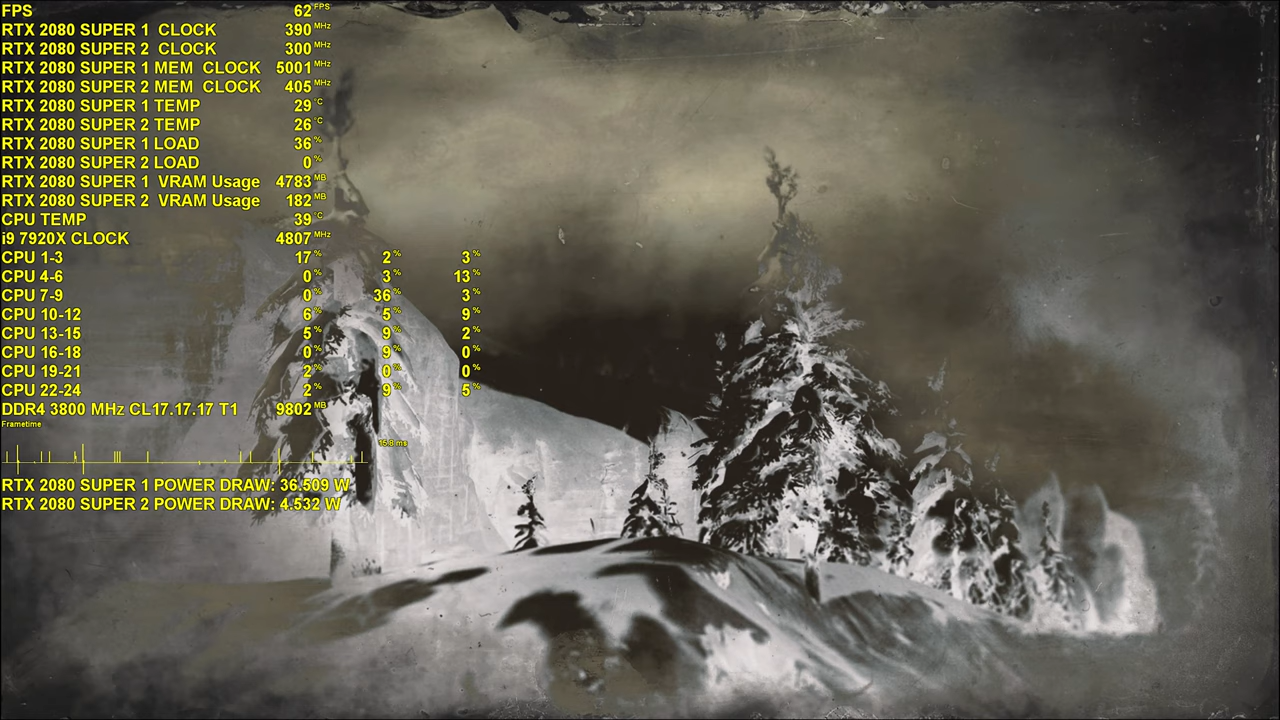 FPS 62 FPS
RTX 2080 SUPER 1 CLOCK 390 MHz
RTX 2080 SUPER 2 CLOCK 300 MHz
RTX 2080 SUPER 1 MEM CLOCK 5001 MHz
RTX 2080 SUPER 2 MEM CLOCK 405 MHz
RTX 2080 SUPER 1 TEMP 29 °C
RTX 2080 SUPER 2 TEMP 26 °C
RTX 2080 SUPER 1 LOAD 36 %
RTX 2080 SUPER 2 LOAD 0 %
RTX 2080 SUPER 1 VRAM Usage 4783 MB
RTX 2080 SUPER 2 VRAM Usage 182 MB
CPU TEMP 39 °C
i9 7920X CLOCK 4807 MHz
CPU 1-3 17 % 2 % 3 %
CPU 4-6 0 % 3 % 13 %
CPU 7-9 0 % 36 % 3 %
CPU 10-12 6 % 5 % 9 %
CPU 13-15 5 % 9 % 2 %
CPU 16-18 0 % 9 % 0 %
CPU 19-21 2 % 0 % 0 %
CPU 22-24 2 % 9 % 5 %
DDR4 3800 MHz CL17.17.17 T1 9802 MB
Frametime
15.8 ms
RTX 2080 SUPER 1 POWER DRAW: 36.509 W
RTX 2080 SUPER 2 POWER DRAW: 4.532 W